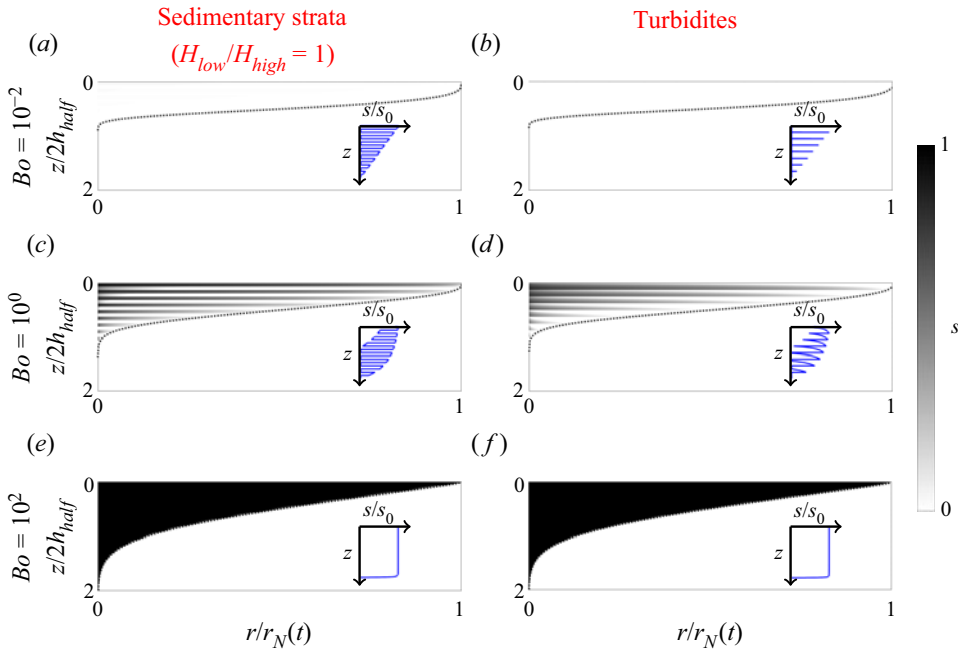 Sedimentary strata
(H_low/H_high = 1)
Turbidites
(a)
(b)
Bo = 10^−2
z/2h_half
0
2
0
1
s/s_0
z
0
2
0
1
s/s_0
z
(c)
(d)
Bo = 10^0
z/2h_half
0
2
0
1
s/s_0
z
0
2
0
1
s/s_0
z
(e)
(f)
Bo = 10^2
z/2h_half
0
2
0
1
s/s_0
z
r/r_N(t)
0
2
0
1
s/s_0
z
r/r_N(t)
1
s
0